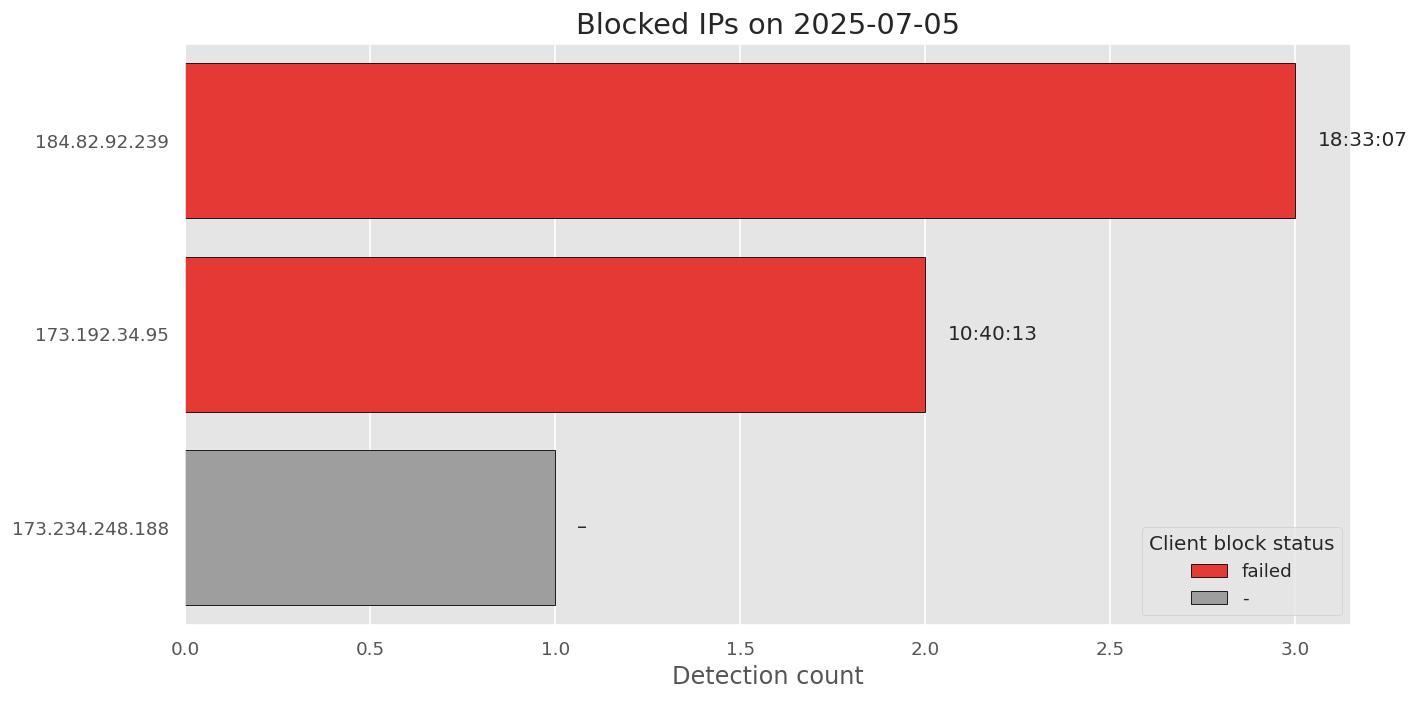 Blocked IPs on 2025-07-05
184.82.92.239
18:33:07
173.192.34.95
10:40:13
173.234.248.188
–
Client block status
failed
-
0.0 0.5 1.0 1.5 2.0 2.5 3.0
Detection count